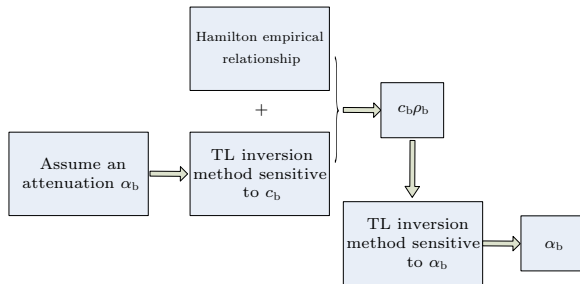 Hamilton empirical
relationship
+
Assume an
attenuation αb
TL inversion
method sensitive
to cb
cbρb
TL inversion
method sensitive
to αb
αb